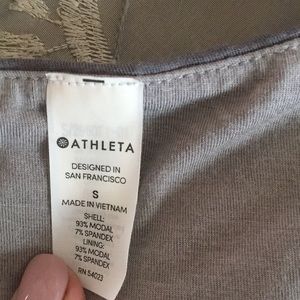 ATHLETA
DESIGNED IN
SAN FRANCISCO
S
MADE IN VIETNAM
SHELL:
93% MODAL
7% SPANDEX
LINING:
93% MODAL
7% SPANDEX
RN 54023